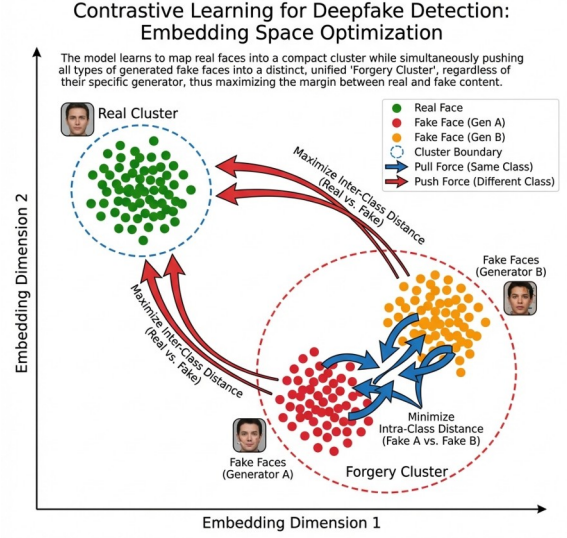 Contrastive Learning for Deepfake Detection:
Embedding Space Optimization
The model learns to map real faces into a compact cluster while simultaneously pushing
all types of generated fake faces into a distinct, unified 'Forgery Cluster', regardless of
their specific generator, thus maximizing the margin between real and fake content.
Real Cluster
Real Face
Fake Face (Gen A)
Fake Face (Gen B)
Cluster Boundary
Pull Force (Same Class)
Push Force (Different Class)
Maximize Inter-Class Distance
(Real vs. Fake)
Fake Faces
(Generator B)
Maximize Inter-Class Distance
(Real vs. Fake)
Minimize
Intra-Class Distance
(Fake A vs. Fake B)
Fake Faces
(Generator A)
Forgery Cluster
Embedding Dimension 2
Embedding Dimension 1